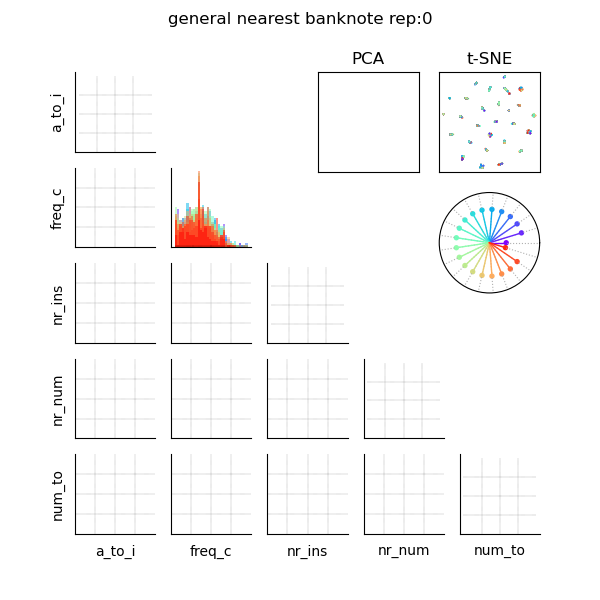 general nearest banknote rep:0
PCA
t-SNE
a_to_i
freq_c
nr_ins
nr_num
num_to
a_to_i
freq_c
nr_ins
nr_num
num_to